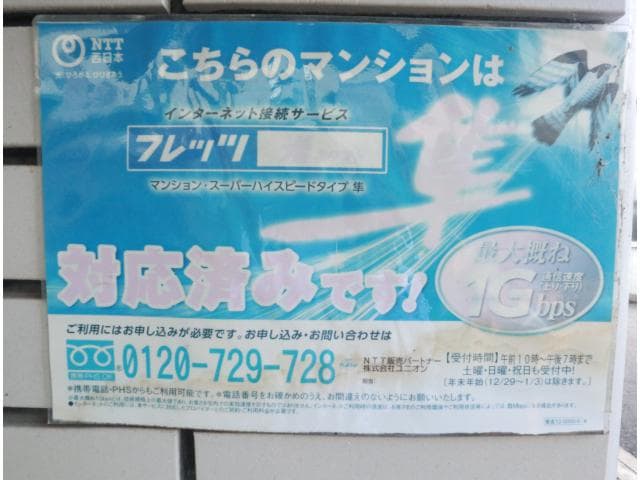 NTT
西日本
こちらのマンションは
インターネット接続サービス
フレッツ
マンション・スーパーハイスピードタイプ 隼
隼
対応済みです!
最大概ね
通信速度
(上り・下り)
1Gbps
ご利用にはお申し込みが必要です。お申し込み・お問い合わせは
0120-729-728
NTT販売パートナー
株式会社ユニオン
【受付時間】午前10時~午後7時まで
土曜・日曜・祝日も受付中!
[年末年始(12/29~1/3)は除きます。]
*携帯電話・PHSからもご利用可能です。*電話番号をお確かめのうえ、お間違えのないようにお願いいたします。